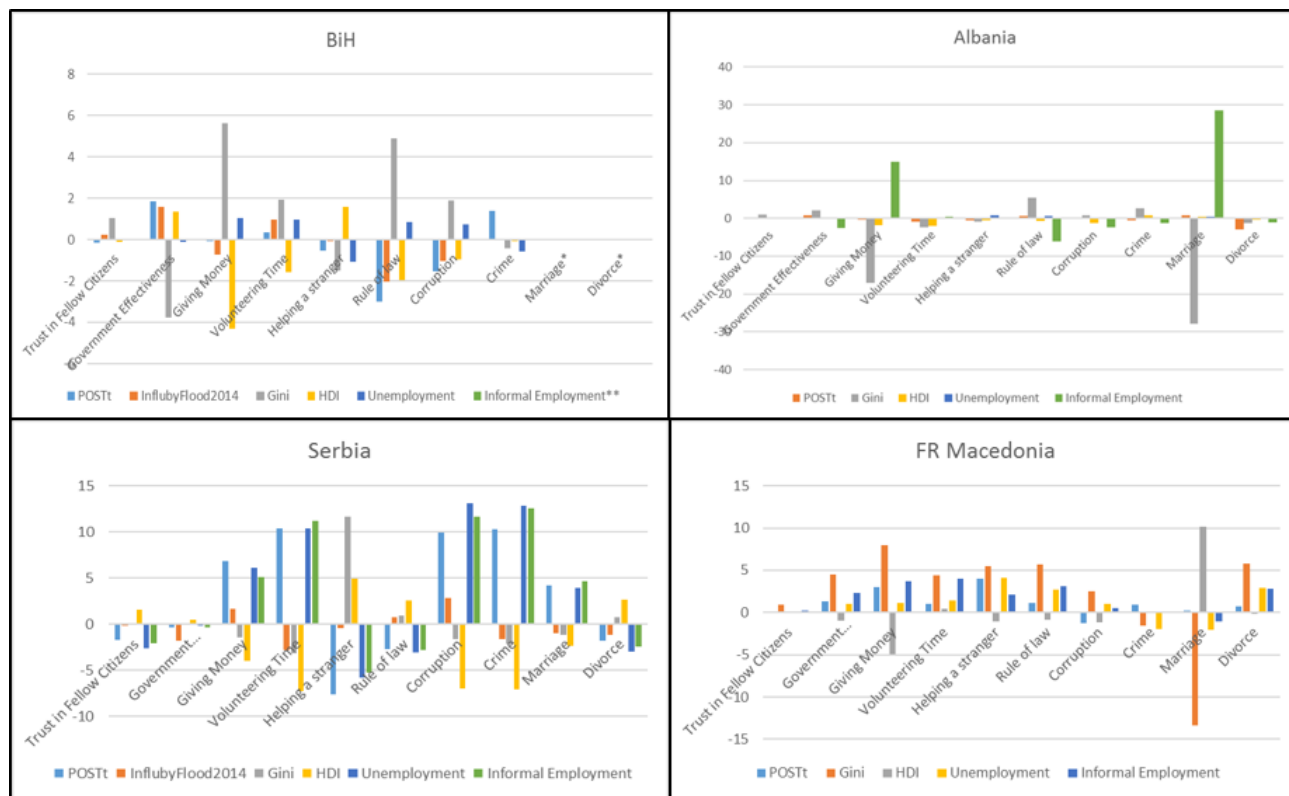 BiH
8
6
4
2
0
-2
-4
-6
Trust in Fellow Citizens
Government Effectiveness
Giving Money
Volunteering Time
Helping a stranger
Rule of law
Corruption
Crime
Marriage*
Divorce*
POSTt InflubyFlood2014 Gini HDI Unemployment Informal Employment**
Albania
40
30
20
10
0
-10
-20
-30
-40
Trust in Fellow Citizens
Government Effectiveness
Giving Money
Volunteering Time
Helping a stranger
Rule of law
Corruption
Crime
Marriage
Divorce
POSTt Gini HDI Unemployment Informal Employment
Serbia
15
10
5
0
-5
-10
Trust in Fellow Citizens
Government...
Giving Money
Volunteering Time
Helping a stranger
Rule of law
Corruption
Crime
Marriage
Divorce
POSTt InflubyFlood2014 Gini HDI Unemployment Informal Employment
FR Macedonia
15
10
5
0
-5
-10
-15
Trust in Fellow Citizens
Government...
Giving Money
Volunteering Time
Helping a stranger
Rule of law
Corruption
Crime
Marriage
Divorce
POSTt Gini HDI Unemployment Informal Employment